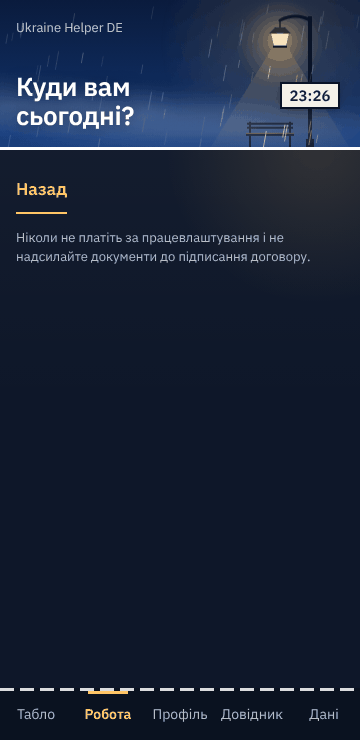 Ukraine Helper DE
Куди вам
сьогодні?
23:26
Назад
Ніколи не платіть за працевлаштування і не
надсилайте документи до підписання договору.
Табло
Робота
Профіль
Довідник
Дані